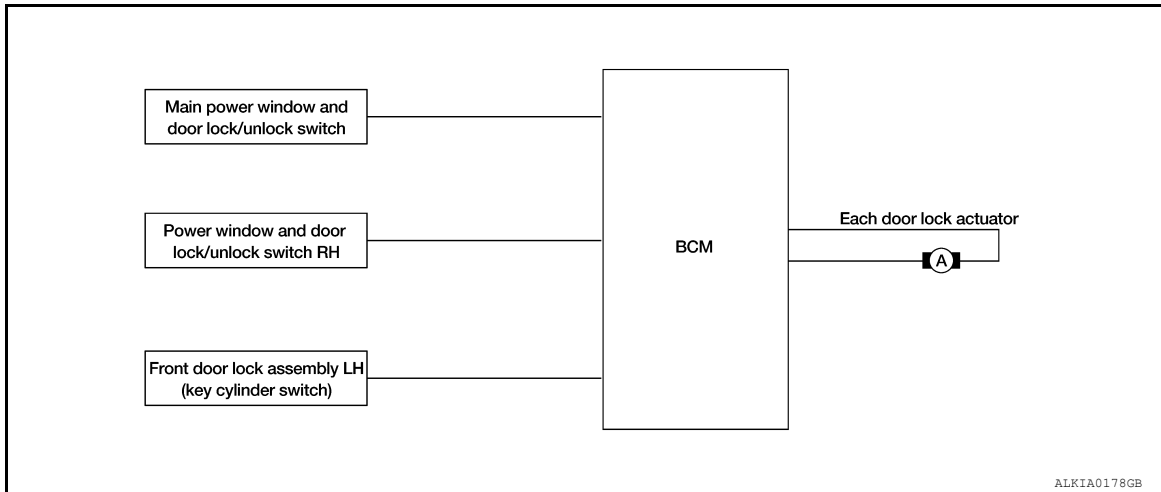 Main power window and
door lock/unlock switch
Power window and door
lock/unlock switch RH
Front door lock assembly LH
(key cylinder switch)
BCM
Each door lock actuator
A
ALKIA0178GB